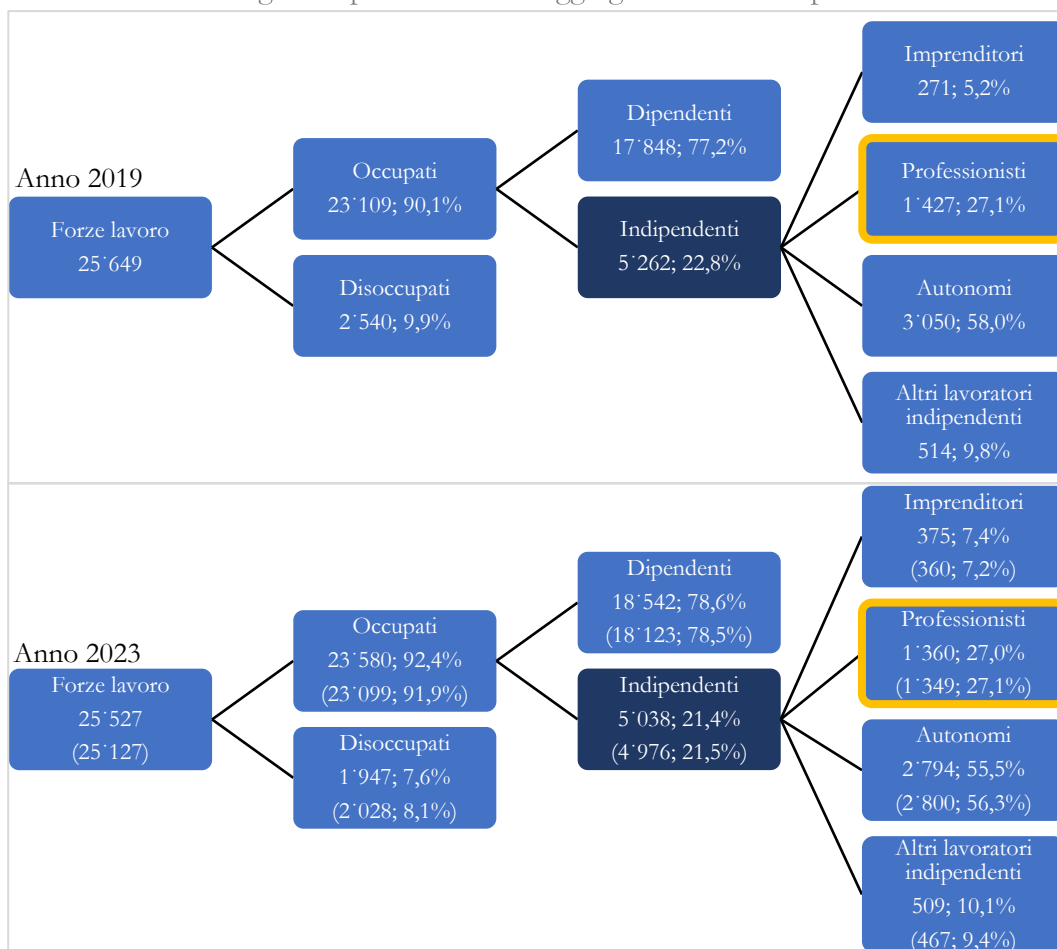 Anno 2019
Forze lavoro
25˙649
Occupati
23˙109; 90,1%
Disoccupati
2˙540; 9,9%
Dipendenti
17˙848; 77,2%
Indipendenti
5˙262; 22,8%
Imprenditori
271; 5,2%
Professionisti
1˙427; 27,1%
Autonomi
3˙050; 58,0%
Altri lavoratori
indipendenti
514; 9,8%
Anno 2023
Forze lavoro
25˙527
(25˙127)
Occupati
23˙580; 92,4%
(23˙099; 91,9%)
Disoccupati
1˙947; 7,6%
(2˙028; 8,1%)
Dipendenti
18˙542; 78,6%
(18˙123; 78,5%)
Indipendenti
5˙038; 21,4%
(4˙976; 21,5%)
Imprenditori
375; 7,4%
(360; 7,2%)
Professionisti
1˙360; 27,0%
(1˙349; 27,1%)
Autonomi
2˙794; 55,5%
(2˙800; 56,3%)
Altri lavoratori
indipendenti
509; 10,1%
(467; 9,4%)